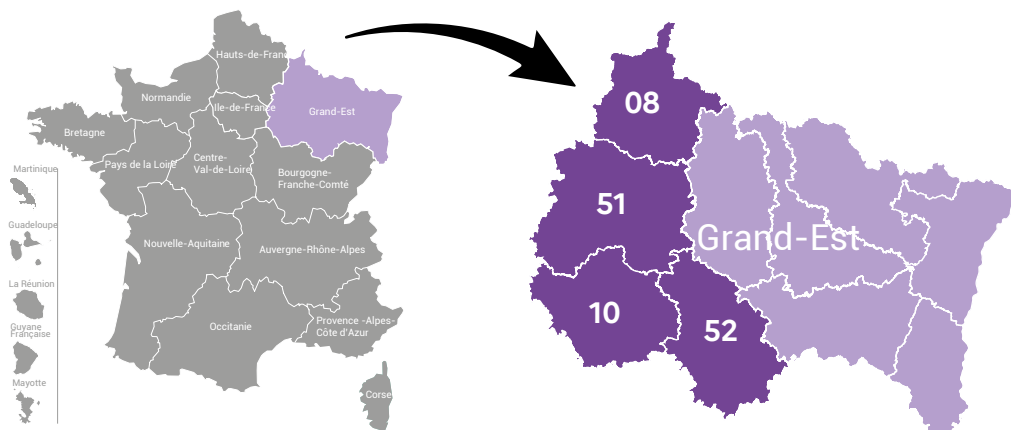 Hauts-de-Franc
Normandie
Ile-de-France
Grand-Est
Bretagne
Pays de la Loire
Centre-
Val-de-Loire
Bourgogne-
Franche-Comté
Martinique
Guadeloupe
Nouvelle-Aquitaine
Auvergne-Rhône-Alpes
La Réunion
Guyane
Française
Occitanie
Provence -Alpes-
Côte d'Azur
Mayotte
Corse
08
51
Grand-Est
10
52